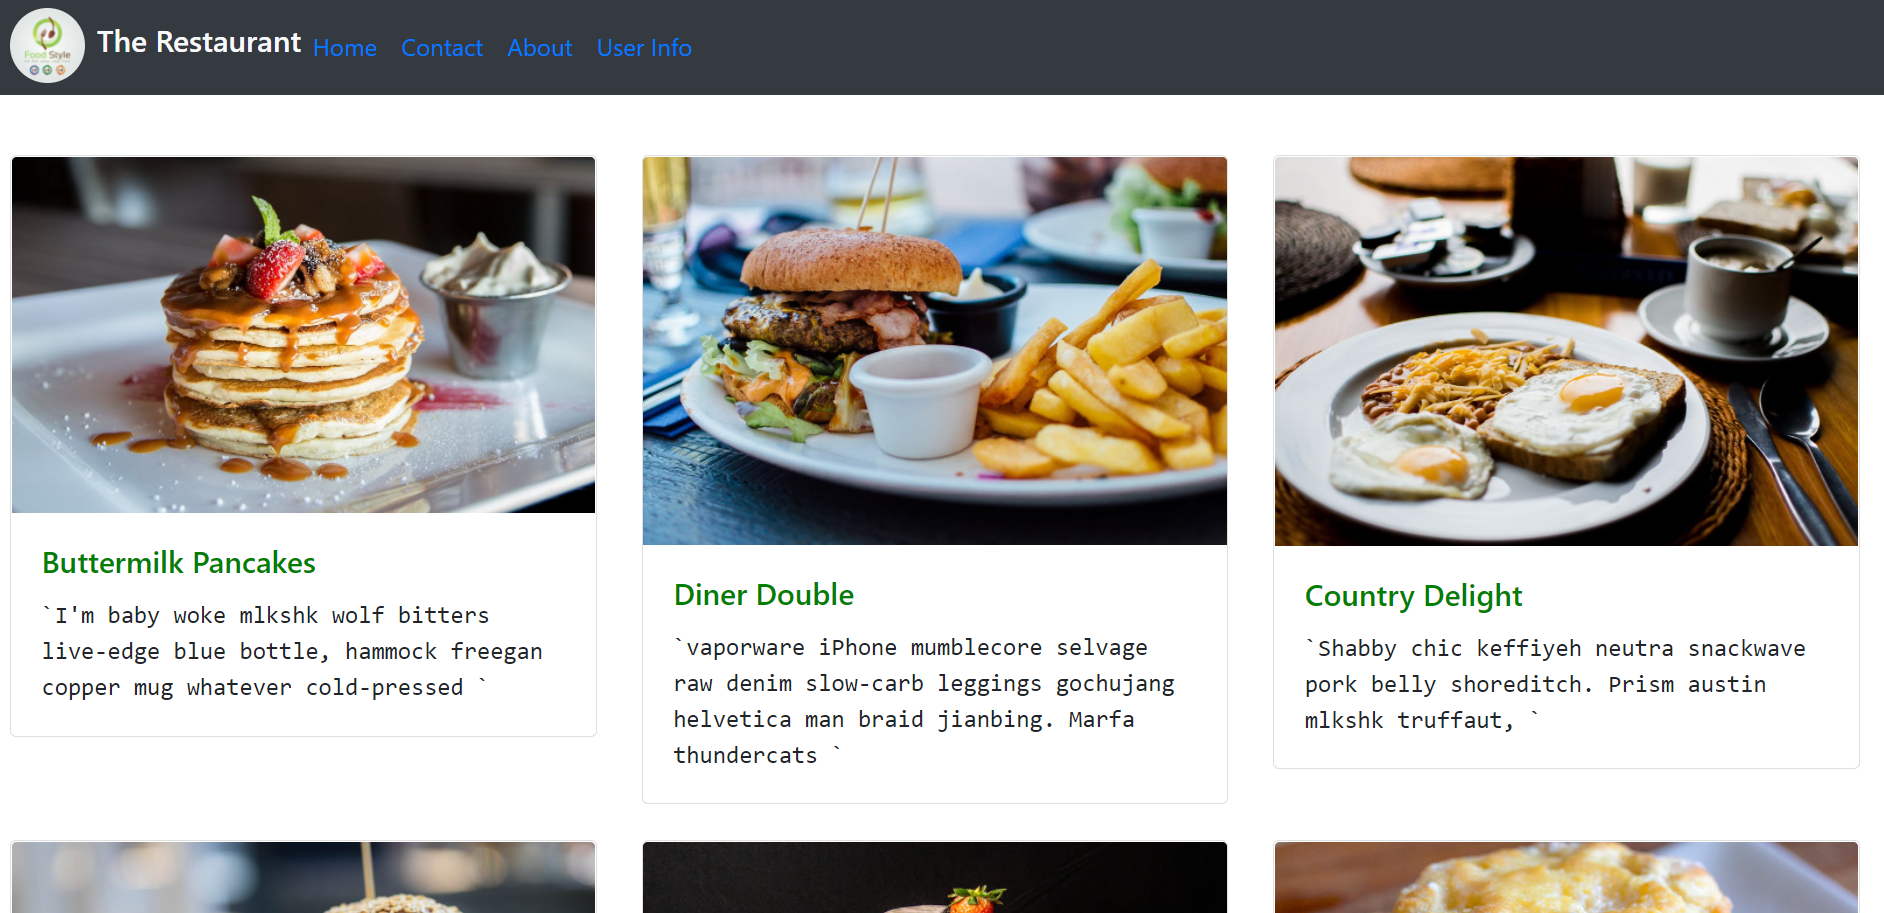 Food Style
The Restaurant Home Contact About User Info
Buttermilk Pancakes
`I'm baby woke mlkshk wolf bitters
live-edge blue bottle, hammock freegan
copper mug whatever cold-pressed `
Diner Double
`vaporware iPhone mumblecore selvage
raw denim slow-carb leggings gochujang
helvetica man braid jianbing. Marfa
thundercats `
Country Delight
`Shabby chic keffiyeh neutra snackwave
pork belly shoreditch. Prism austin
mlkshk truffaut, `